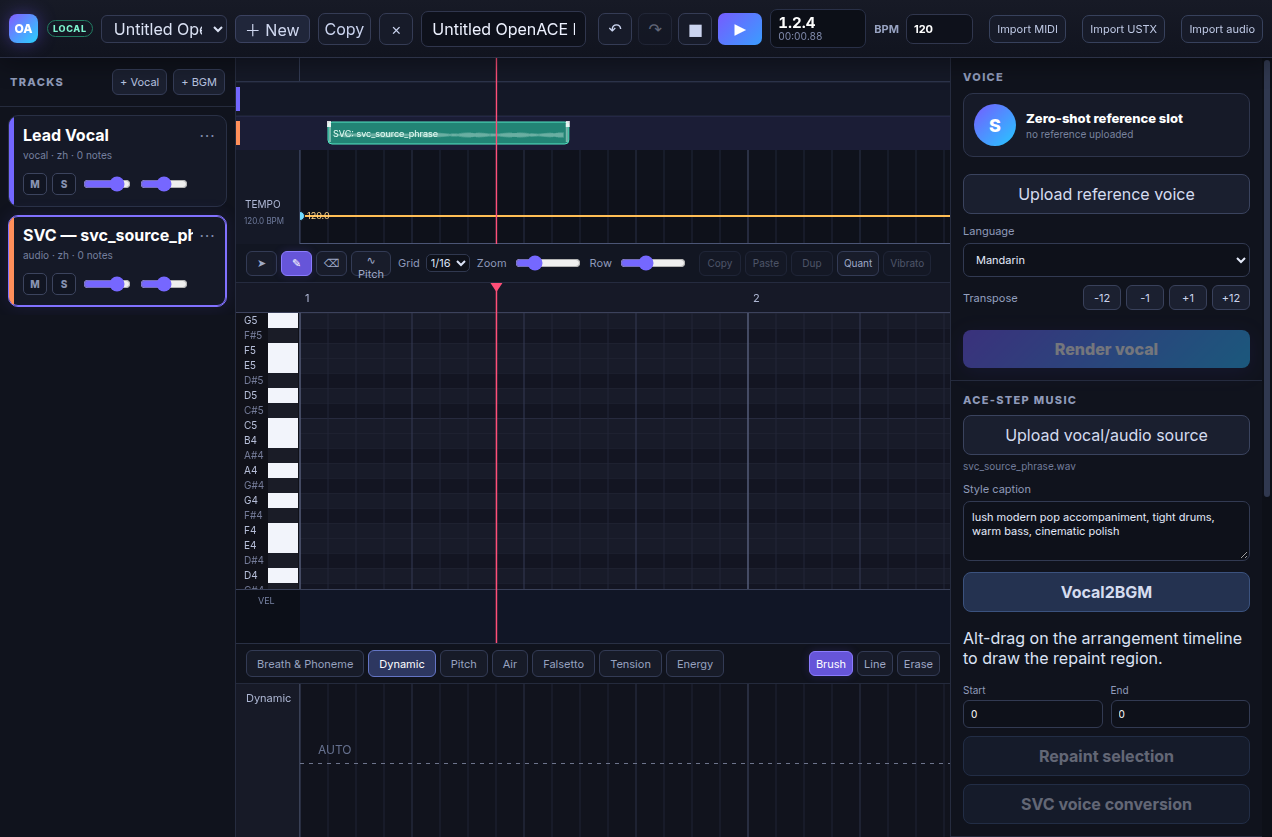 OA LOCAL Untitled Ope + New Copy × Untitled OpenACE 1.2.4 00:00.88 BPM 120 Import MIDI Import USTX Import audio
TRACKS + Vocal + BGM
Lead Vocal ...
vocal · zh · 0 notes
M S
SVC — svc_source_ph ...
audio · zh · 0 notes
M S
SVC: svc_source_phrase
TEMPO
120.0 BPM
120.0
Pitch Grid 1/16 Zoom Row Copy Paste Dup Quant Vibrato
1 2
G5
F#5
F5
E5
D#5
D5
C#5
C5
B4
A#4
A4
G#4
G4
F#4
F4
E4
D#4
D4
VEL
Breath & Phoneme Dynamic Pitch Air Falsetto Tension Energy Brush Line Erase
Dynamic
AUTO
VOICE
S
Zero-shot reference slot
no reference uploaded
Upload reference voice
Language
Mandarin
Transpose -12 -1 +1 +12
Render vocal
ACE-STEP MUSIC
Upload vocal/audio source
svc_source_phrase.wav
Style caption
lush modern pop accompaniment, tight drums,
warm bass, cinematic polish
Vocal2BGM
Alt-drag on the arrangement timeline
to draw the repaint region.
Start End
0 0
Repaint selection
SVC voice conversion